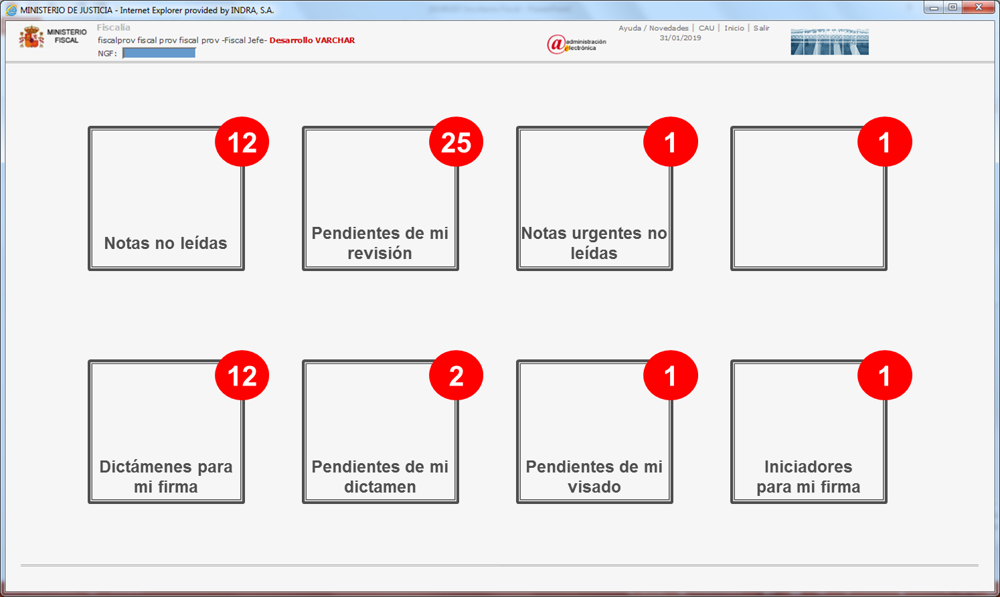 MINISTERIO DE JUSTICIA - Internet Explorer provided by INDRA, S.A.
MINISTERIO
FISCAL
Fiscalía
fiscalprov fiscal prov fiscal prov -Fiscal Jefe- Desarrollo VARCHAR
NGF:
@administración
electrónica
Ayuda / Novedades | CAU | Inicio | Salir
31/01/2019
12
Notas no leídas
25
Pendientes de mi
revisión
1
Notas urgentes no
leídas
1
12
Dictámenes para
mi firma
2
Pendientes de mi
dictamen
1
Pendientes de mi
visado
1
Iniciadores
para mi firma